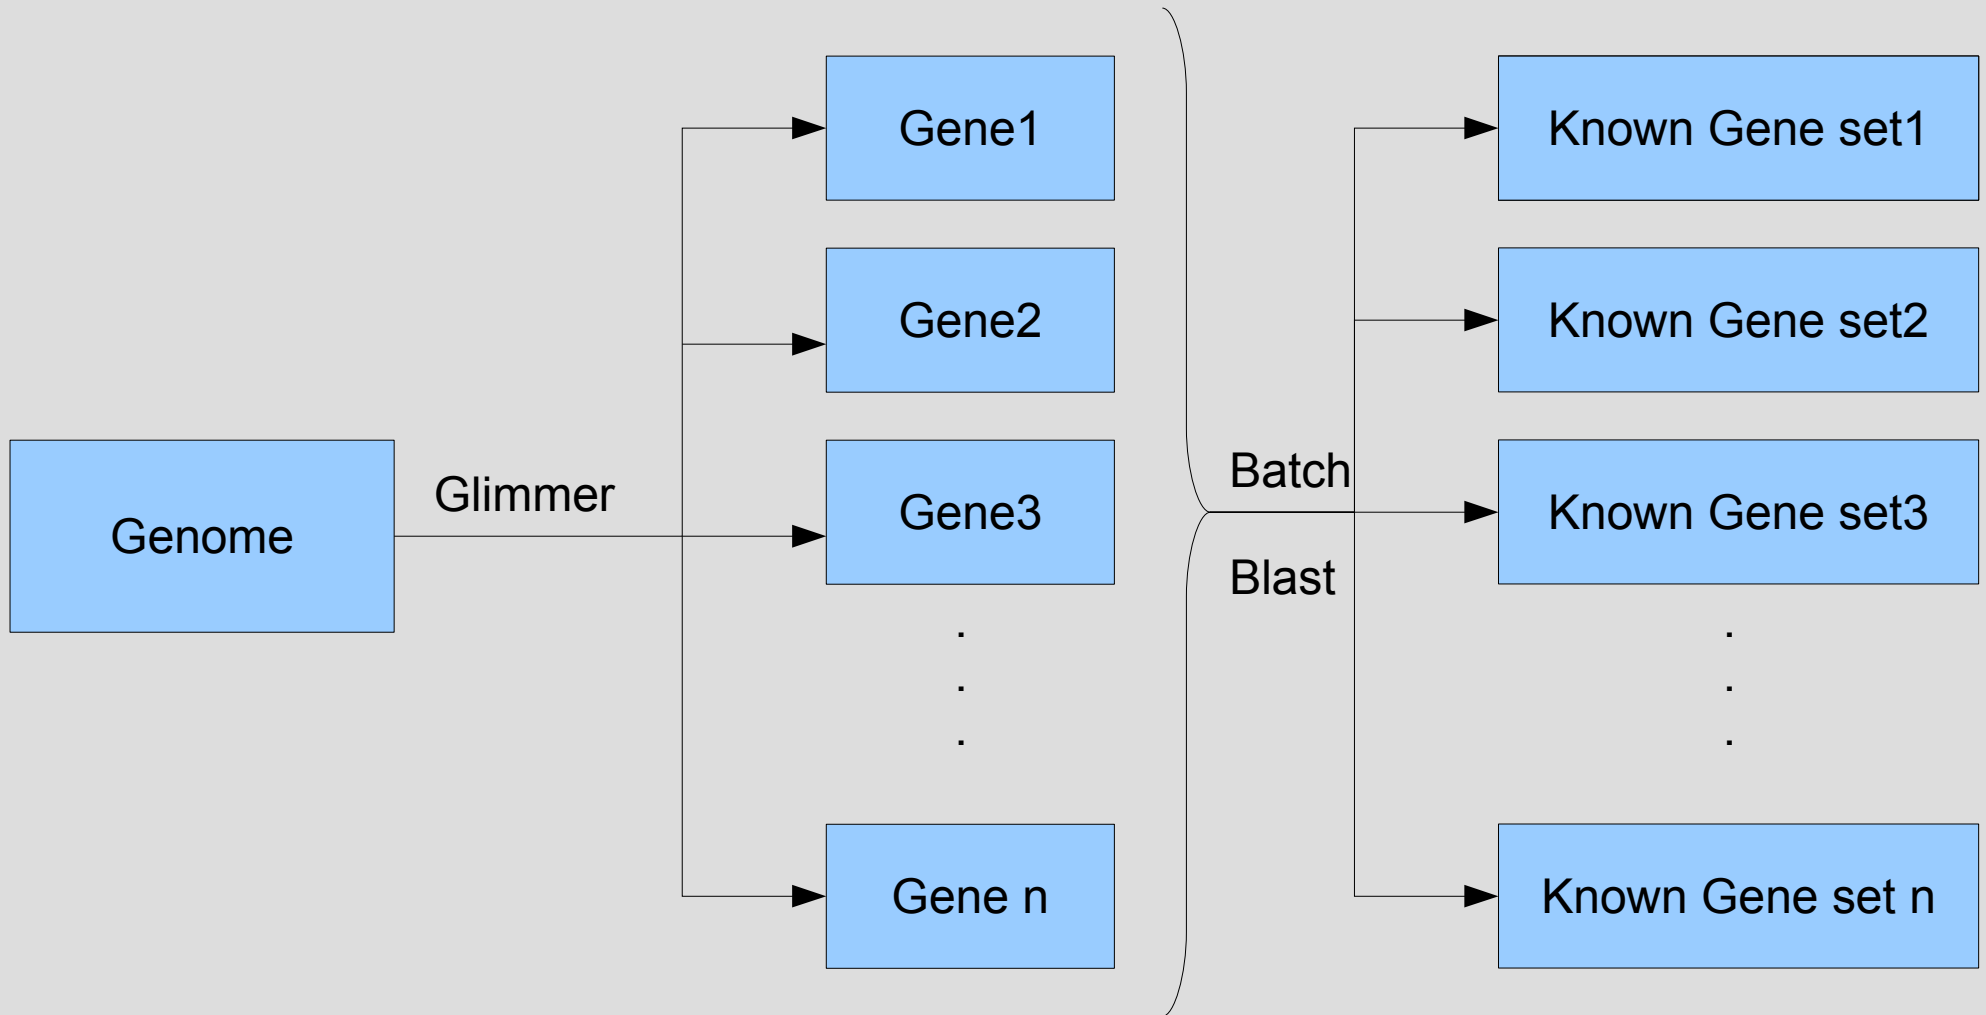 Genome
Glimmer
Gene1
Gene2
Gene3
.
.
.
Gene n
Batch
Blast
Known Gene set1
Known Gene set2
Known Gene set3
.
.
.
Known Gene set n